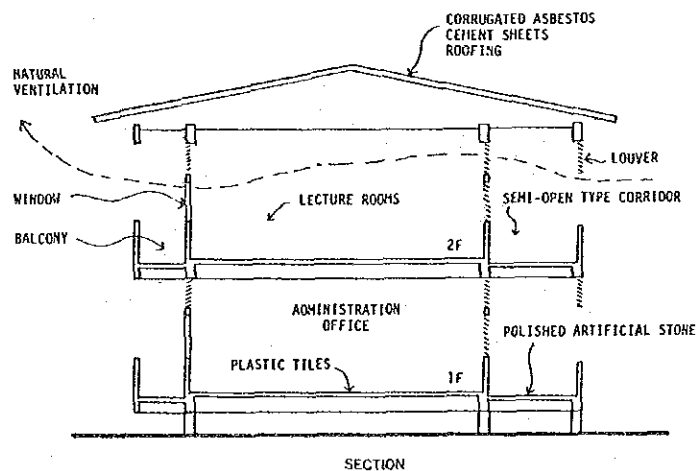 CORRUGATED ASBESTOS
CEMENT SHEETS
ROOFING
NATURAL
VENTILATION
LOUVER
WINDOW
LECTURE ROOMS
SEMI-OPEN TYPE CORRIDOR
BALCONY
2F
ADMINISTRATION
OFFICE
POLISHED ARTIFICIAL STONE
PLASTIC TILES
1F
SECTION